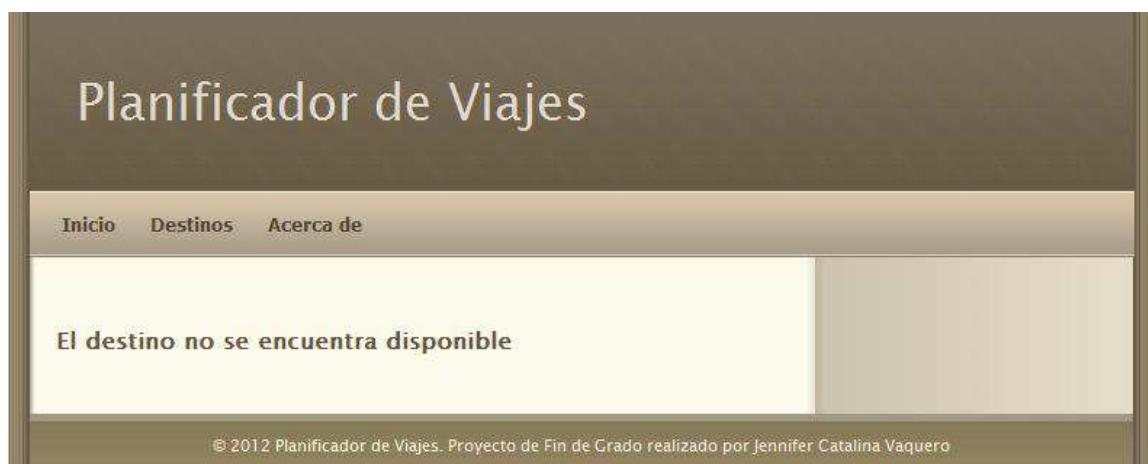 Planificador de Viajes
Inicio Destinos Acerca de
El destino no se encuentra disponible
© 2012 Planificador de Viajes. Proyecto de Fin de Grado realizado por Jennifer Catalina Vaquero